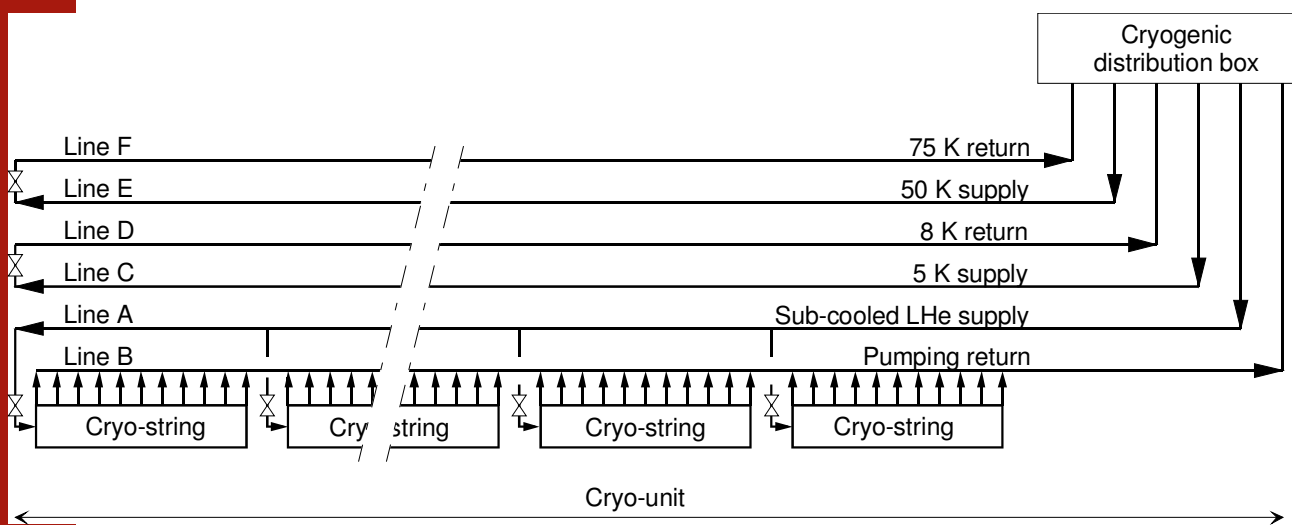 Cryogenic
distribution box
Line F 75 K return
Line E 50 K supply
Line D 8 K return
Line C 5 K supply
Line A Sub-cooled LHe supply
Line B Pumping return
Cryo-string Cryo-string Cryo-string Cryo-string
Cryo-unit